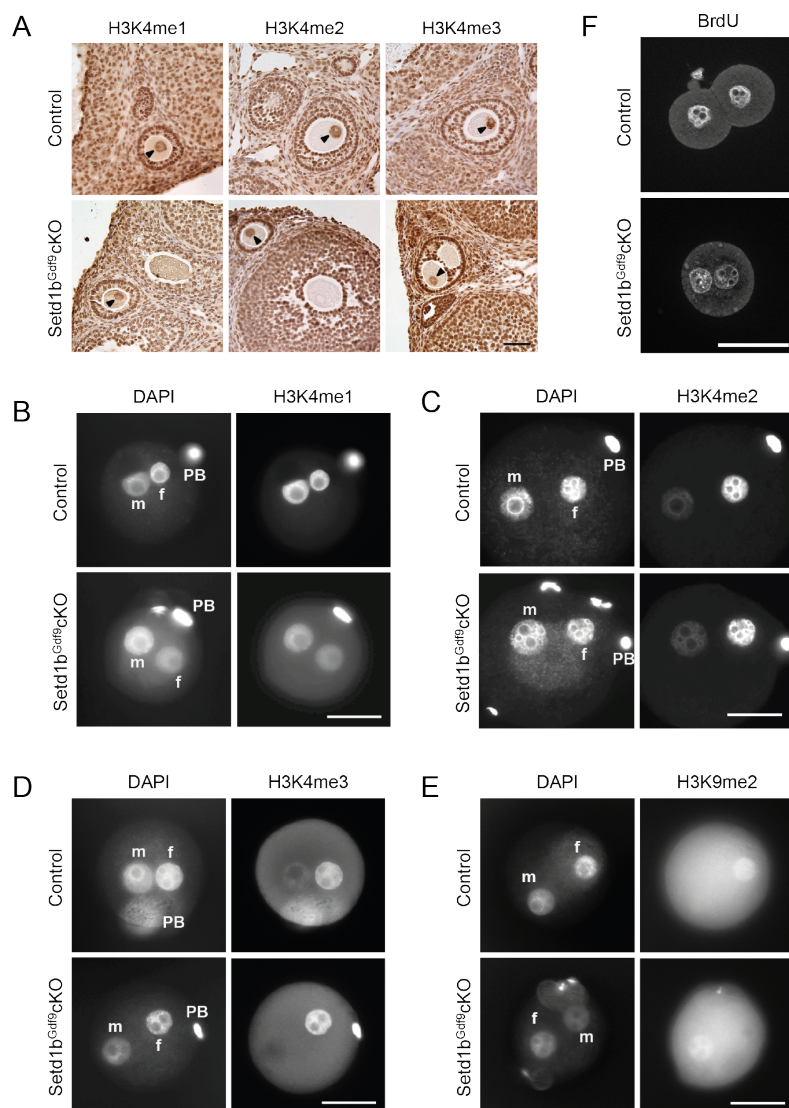 A
H3K4me1 H3K4me2 H3K4me3
Control
Setd1bGdf9cKO
F
BrdU
Control
Setd1bGdf9cKO
B
DAPI H3K4me1
Control
m f PB
Setd1bGdf9cKO
PB
m
f
C
DAPI H3K4me2
Control
PB
m
f
Setd1bGdf9cKO
m
f
PB
D
DAPI H3K4me3
Control
m f
PB
Setd1bGdf9cKO
PB
m
f
E
DAPI H3K9me2
Control
f
m
Setd1bGdf9cKO
f
m